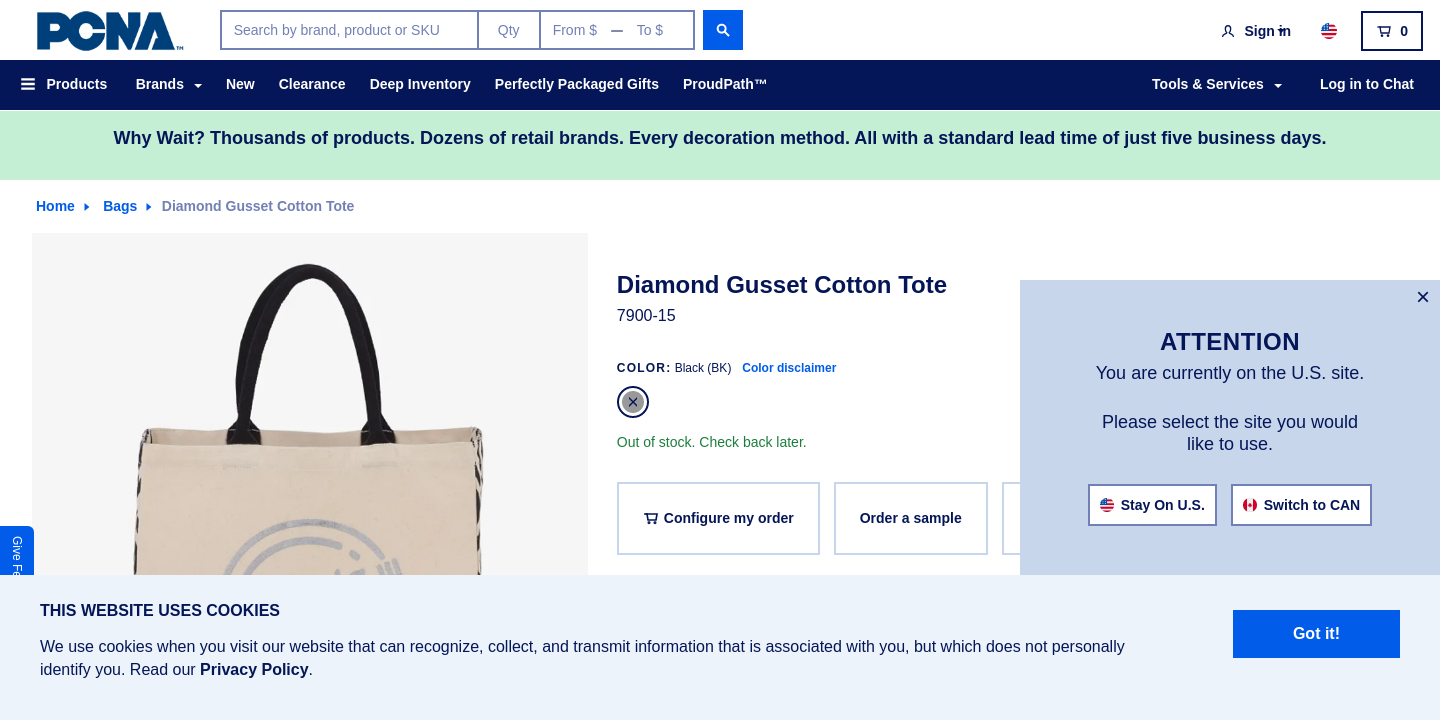 PCNA™
Search by brand, product or SKU
Qty
From $ — To $
Sign in
0
Products
Brands
New
Clearance
Deep Inventory
Perfectly Packaged Gifts
ProudPath™
Tools & Services
Log in to Chat
Why Wait? Thousands of products. Dozens of retail brands. Every decoration method. All with a standard lead time of just five business days.
Home
Bags
Diamond Gusset Cotton Tote
Diamond Gusset Cotton Tote
7900-15
COLOR: Black (BK) Color disclaimer
Out of stock. Check back later.
Configure my order
Order a sample
ATTENTION
You are currently on the U.S. site.
Please select the site you would
like to use.
Stay On U.S.
Switch to CAN
Give
THIS WEBSITE USES COOKIES
We use cookies when you visit our website that can recognize, collect, and transmit information that is associated with you, but which does not personally
identify you. Read our Privacy Policy.
Got it!